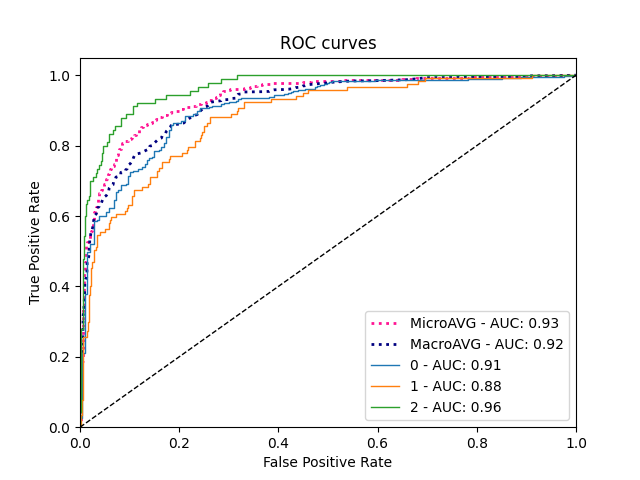 ROC curves
True Positive Rate
1.0
0.8
0.6
0.4
0.2
0.0
0.0 0.2 0.4 0.6 0.8 1.0
False Positive Rate
MicroAVG - AUC: 0.93
MacroAVG - AUC: 0.92
0 - AUC: 0.91
1 - AUC: 0.88
2 - AUC: 0.96